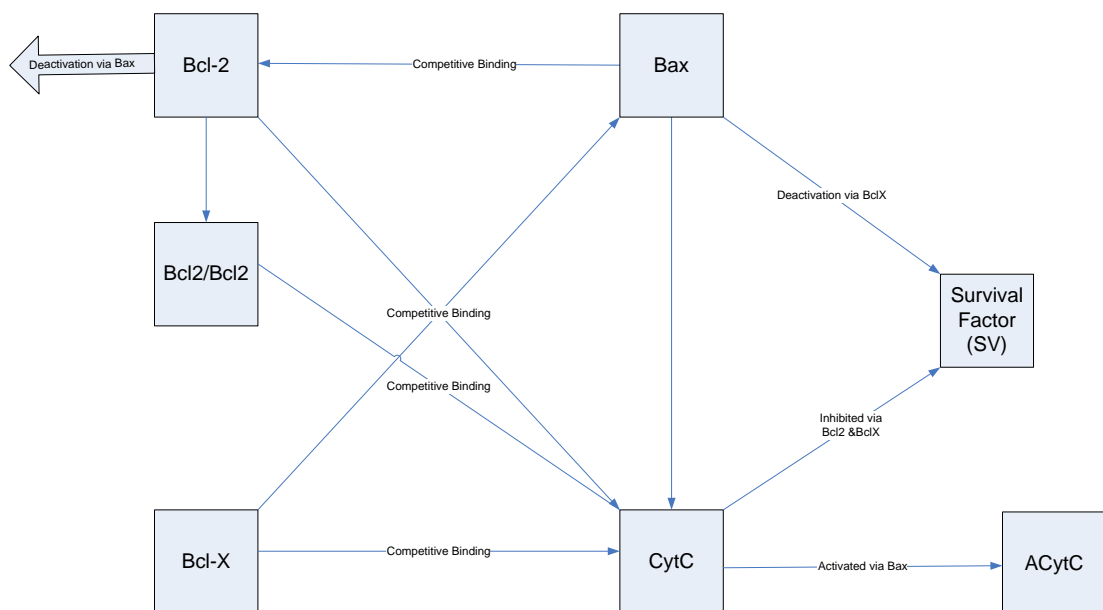 Bcl-2
Bax
Deactivation via Bax
Competitive Binding
Deactivation via BclX
Bcl2/Bcl2
Survival
Factor
(SV)
Competitive Binding
Competitive Binding
Inhibited via
Bcl2 &BclX
Bcl-X
Competitive Binding
CytC
Activated via Bax
ACytC